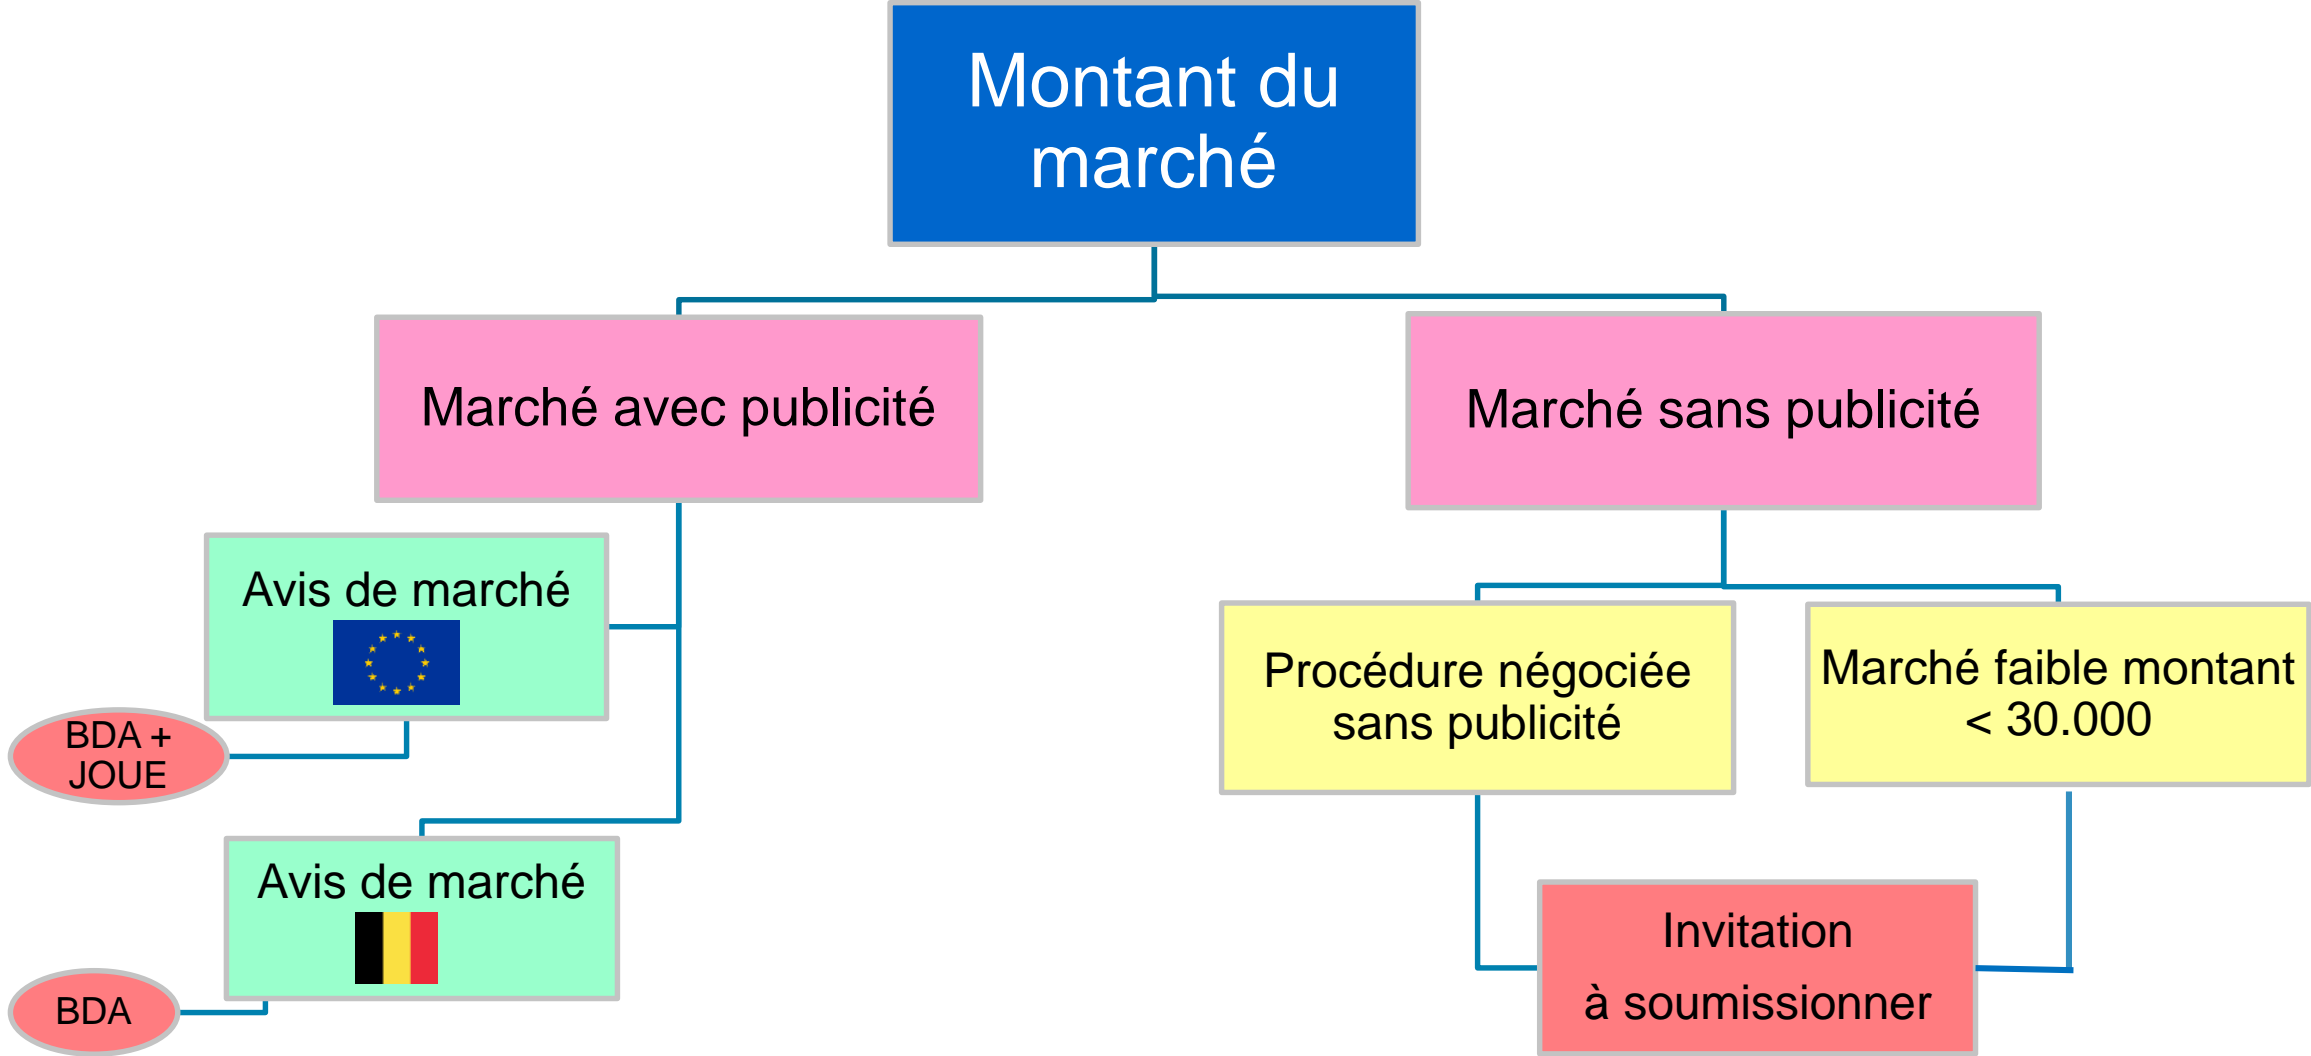 Montant du
marché
Marché avec publicité
Marché sans publicité
Avis de marché
BDA +
JOUE
Avis de marché
BDA
Procédure négociée
sans publicité
Marché faible montant
< 30.000
Invitation
à soumissionner